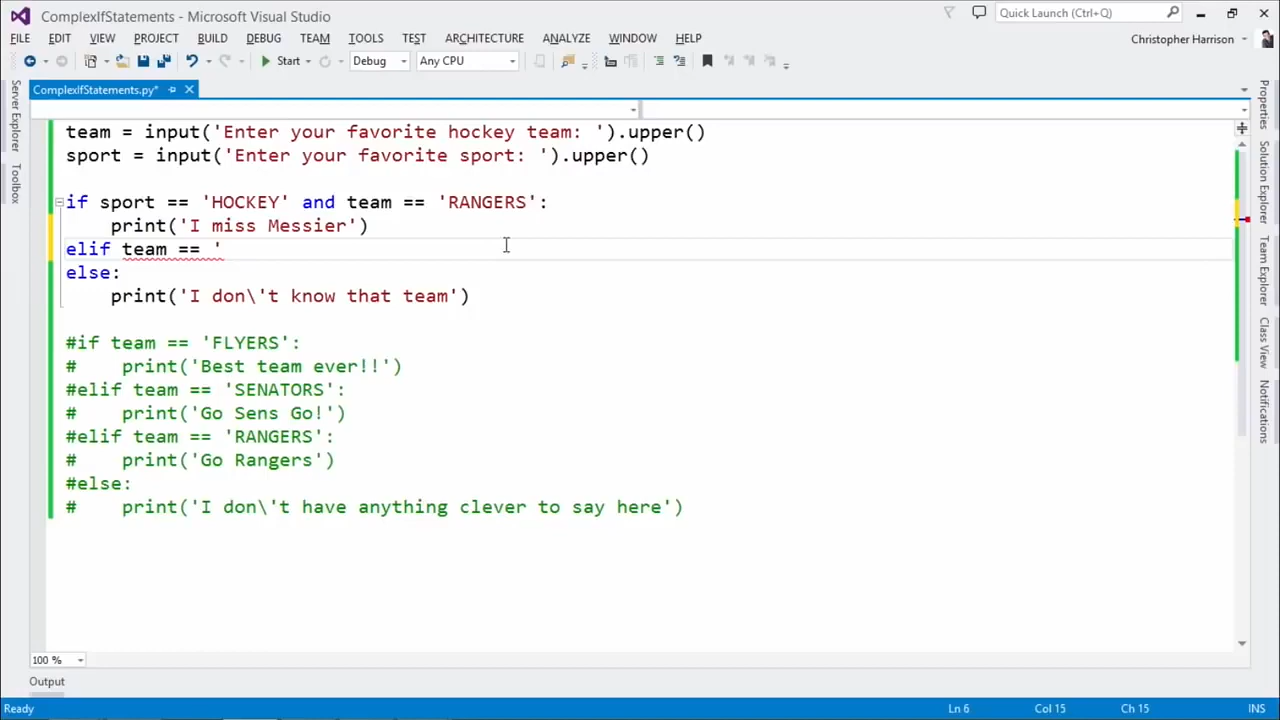 ComplexIfStatements - Microsoft Visual Studio
Quick Launch (Ctrl+Q)
FILE EDIT VIEW PROJECT BUILD DEBUG TEAM TOOLS TEST ARCHITECTURE ANALYZE WINDOW HELP
Christopher Harrison
Start Debug Any CPU
ComplexIfStatements.py*
Server Explorer
Toolbox
team = input('Enter your favorite hockey team: ').upper()
sport = input('Enter your favorite sport: ').upper()
if sport == 'HOCKEY' and team == 'RANGERS':
    print('I miss Messier')
elif team == '
else:
    print('I don\'t know that team')
#if team == 'FLYERS':
#    print('Best team ever!!')
#elif team == 'SENATORS':
#    print('Go Sens Go!')
#elif team == 'RANGERS':
#    print('Go Rangers')
#else:
#    print('I don\'t have anything clever to say here')
Properties
Solution Explorer
Team Explorer
Class View
Notifications
100 %
Output
Ready
Ln 6 Col 15 Ch 15 INS